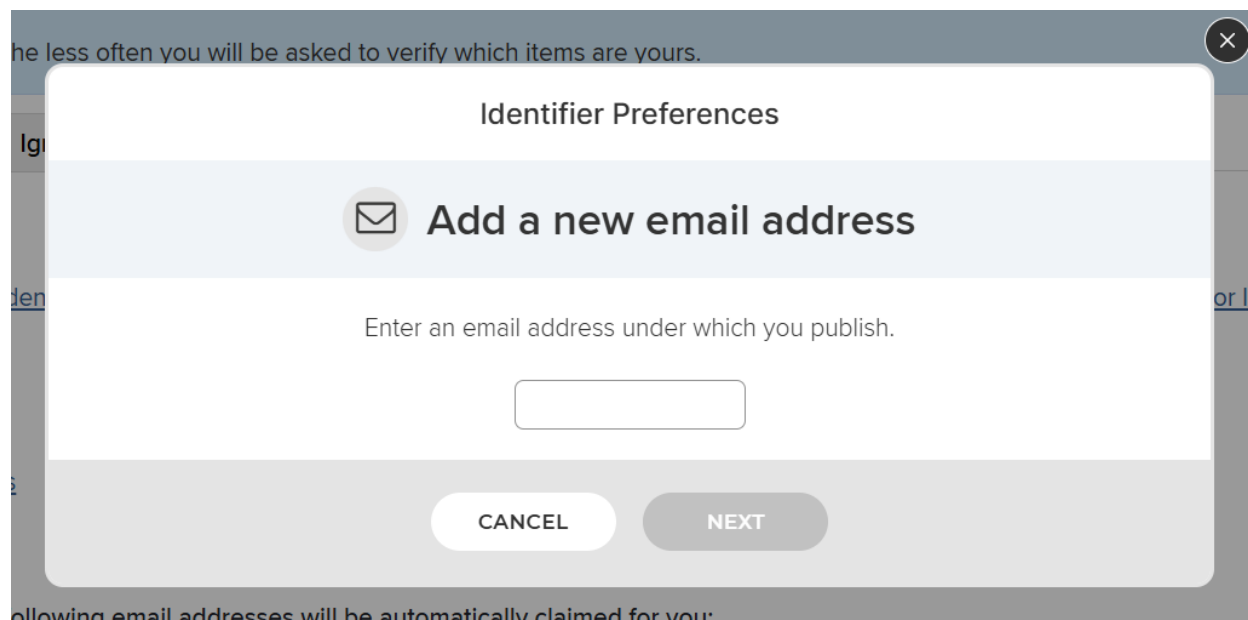 he less often you will be asked to verify which items are yours.
Identifier Preferences
Add a new email address
Enter an email address under which you publish.
CANCEL
NEXT
ollowing email addresses will be automatically claimed for you: